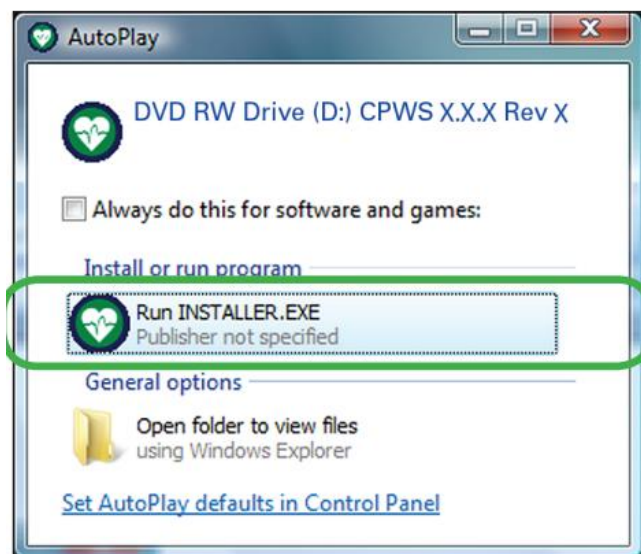 AutoPlay
DVD RW Drive (D:) CPWS X.X.X Rev X
Always do this for software and games:
Install or run program
Run INSTALLER.EXE
Publisher not specified
General options
Open folder to view files
using Windows Explorer
Set AutoPlay defaults in Control Panel